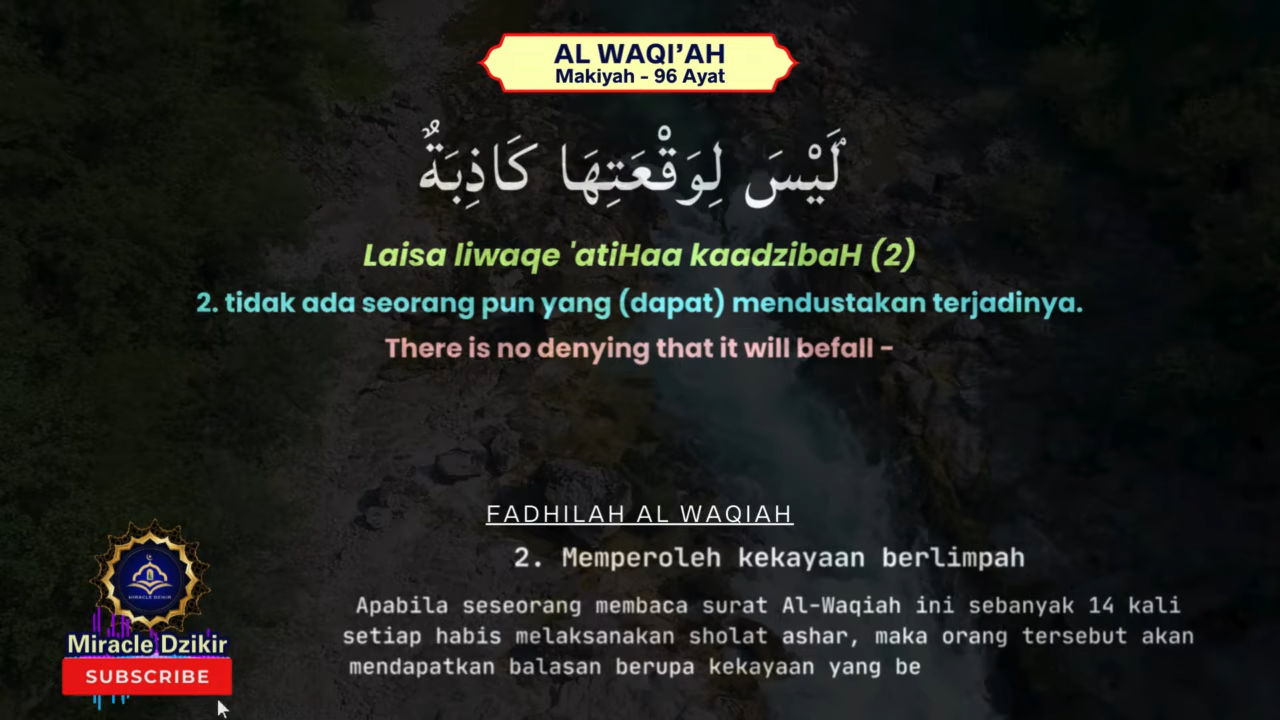 AL WAQI’AH
Makiyah - 96 Ayat
لَيْسَ لِوَقْعَتِهَا كَاذِبَةٌ ۘ
Laisa liwaqe 'atiHaa kaadzibaH (2)
2. tidak ada seorang pun yang (dapat) mendustakan terjadinya.
There is no denying that it will befall -
FADHILAH AL WAQIAH
2. Memperoleh kekayaan berlimpah
Apabila seseorang membaca surat Al-Waqiah ini sebanyak 14 kali
setiap habis melaksanakan sholat ashar, maka orang tersebut akan
mendapatkan balasan berupa kekayaan yang be
MIRACLE DZIKIR
Miracle Dzikir
SUBSCRIBE